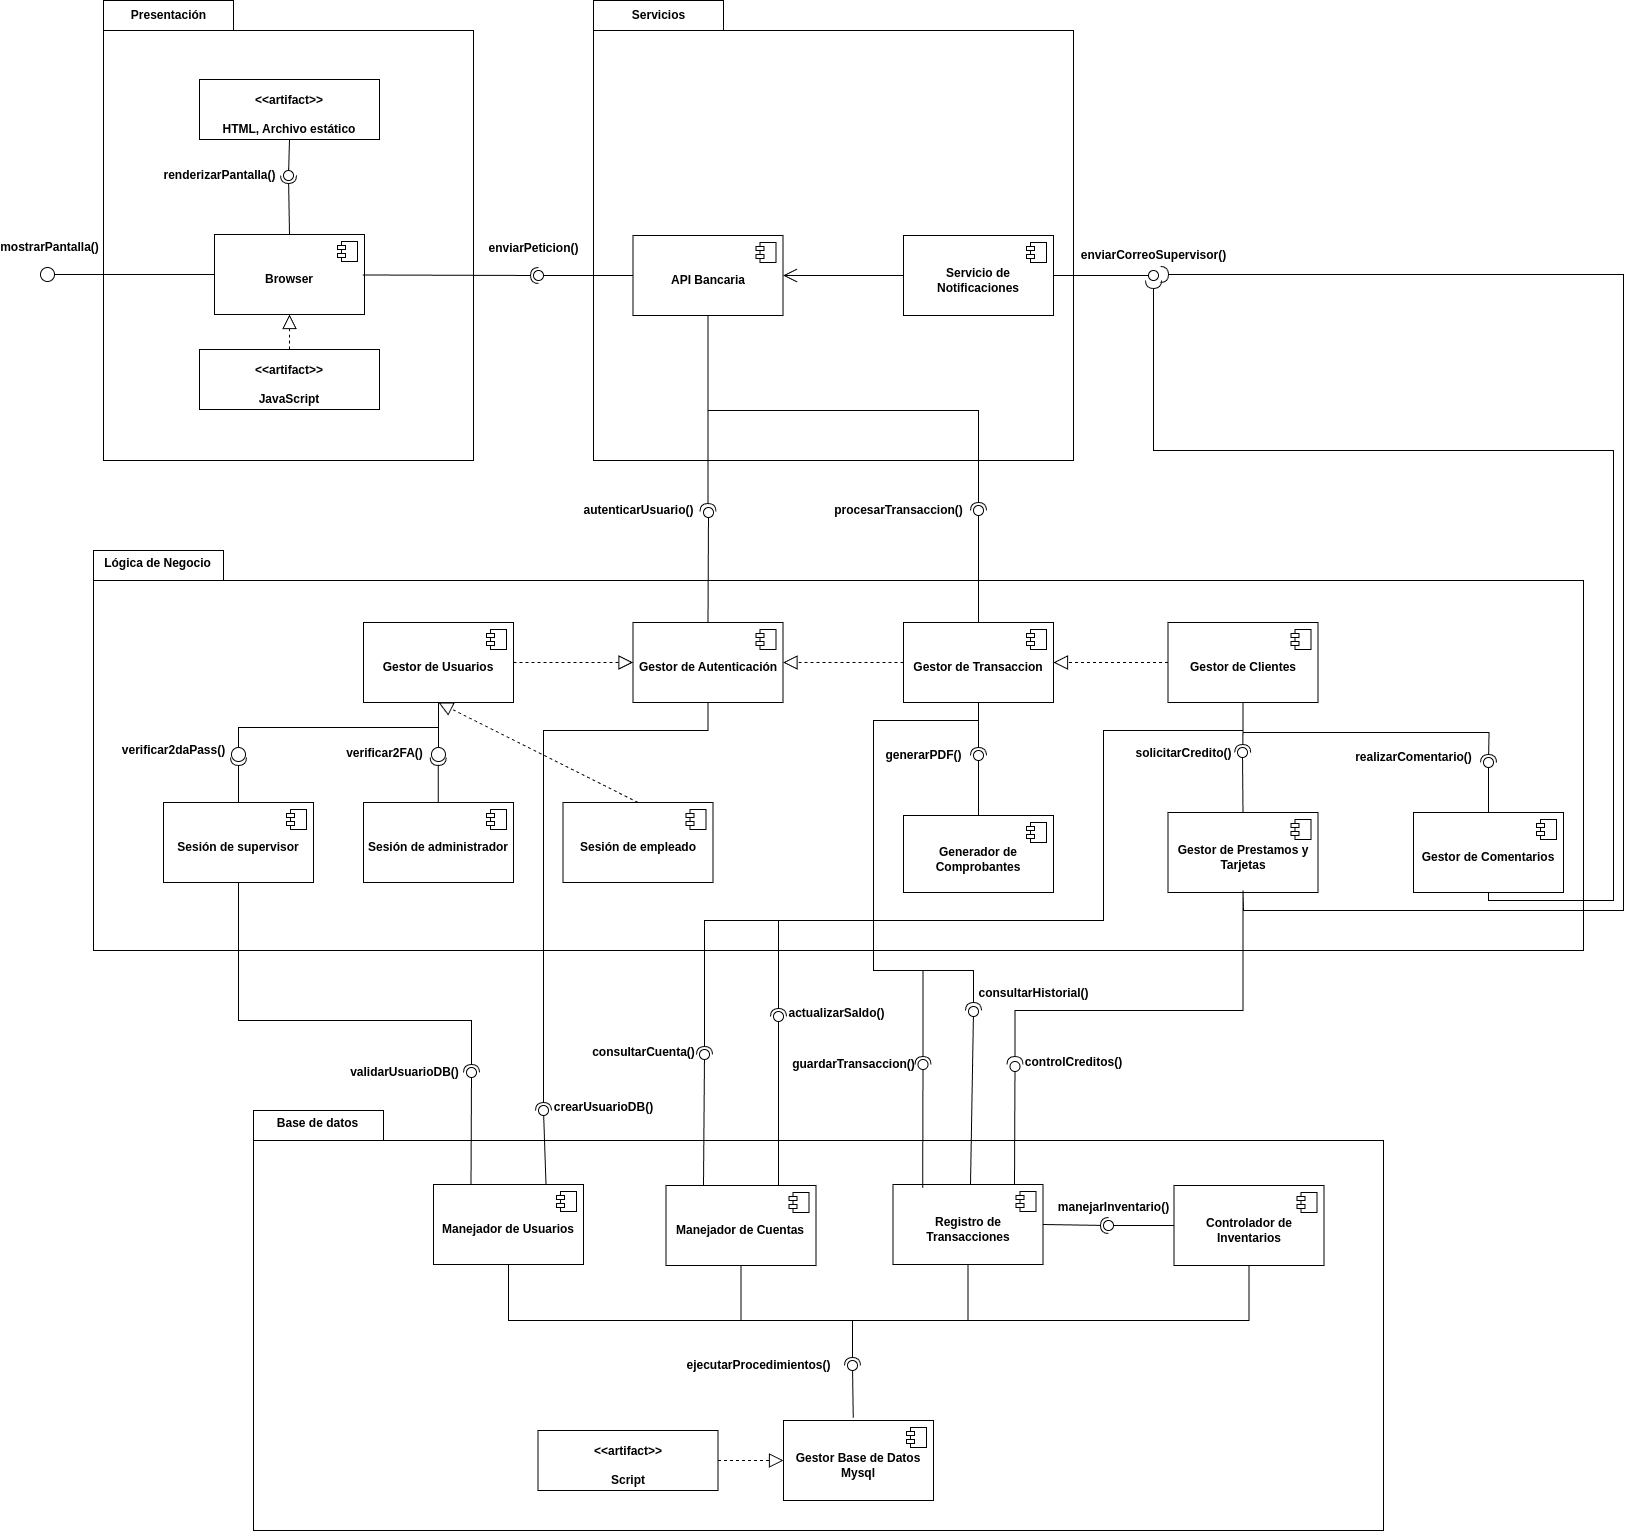 Presentación
Servicios
<<artifact>>
HTML, Archivo estático
renderizarPantalla()
mostrarPantalla()
enviarPeticion()
enviarCorreoSupervisor()
Browser
API Bancaria
Servicio de
Notificaciones
<<artifact>>
JavaScript
autenticarUsuario()
procesarTransaccion()
Lógica de Negocio
Gestor de Usuarios
Gestor de Autenticación
Gestor de Transaccion
Gestor de Clientes
verificar2daPass()
verificar2FA()
generarPDF()
solicitarCredito()
realizarComentario()
Sesión de supervisor
Sesión de administrador
Sesión de empleado
Generador de
Comprobantes
Gestor de Prestamos y
Tarjetas
Gestor de Comentarios
consultarHistorial()
actualizarSaldo()
consultarCuenta()
guardarTransaccion()
controlCreditos()
validarUsuarioDB()
crearUsuarioDB()
Base de datos
manejarInventario()
Manejador de Usuarios
Manejador de Cuentas
Registro de
Transacciones
Controlador de
Inventarios
ejecutarProcedimientos()
<<artifact>>
Script
Gestor Base de Datos
Mysql